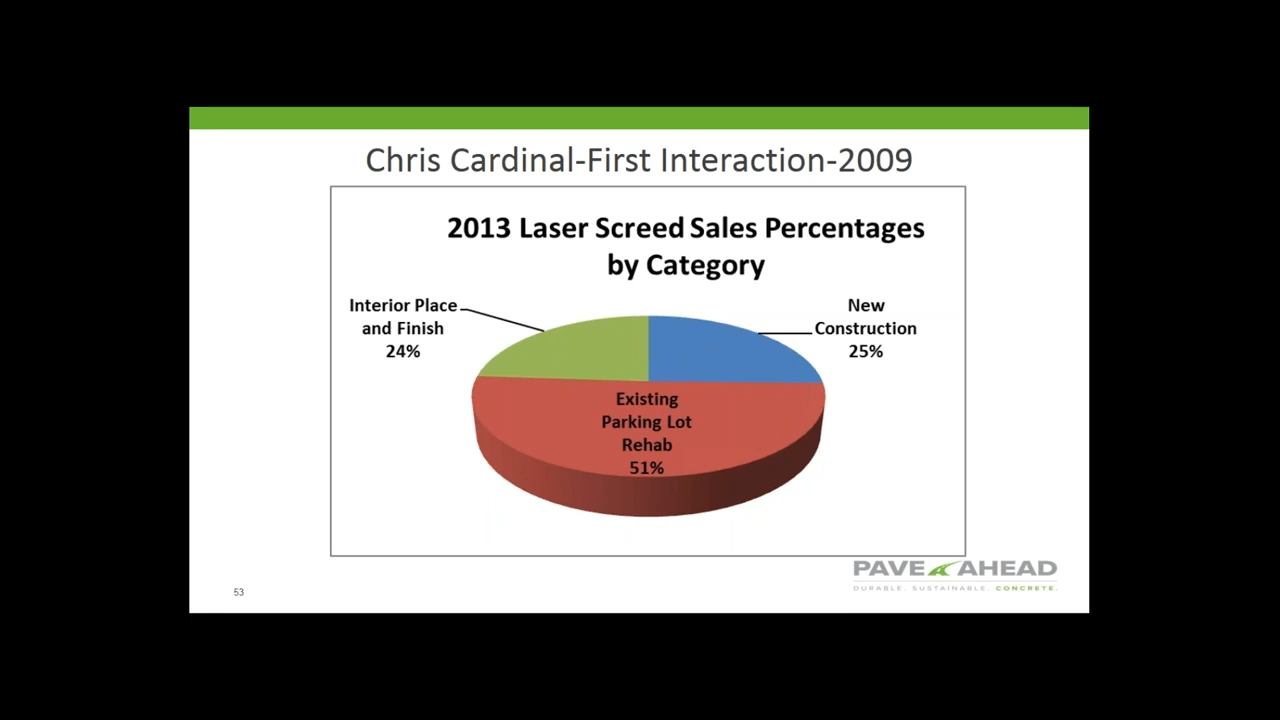 Chris Cardinal-First Interaction-2009
2013 Laser Screed Sales Percentages
by Category
Interior Place
and Finish
24%
New
Construction
25%
Existing
Parking Lot
Rehab
51%
PAVE AHEAD
DURABLE. SUSTAINABLE. CONCRETE.
53